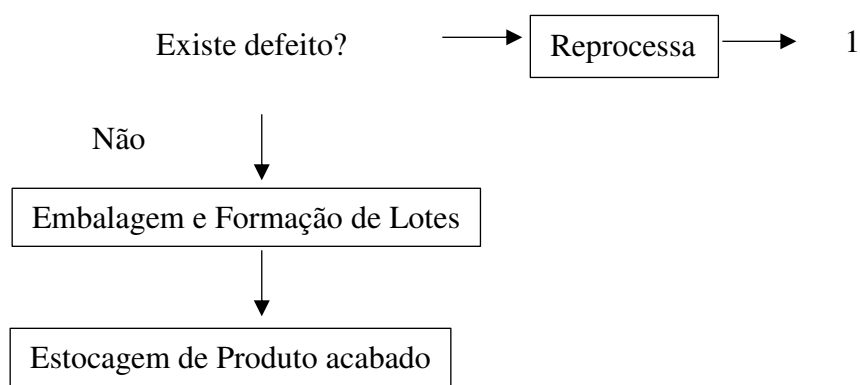 Existe defeito?
Reprocessa
1
Não
Embalagem e Formação de Lotes
Estocagem de Produto acabado